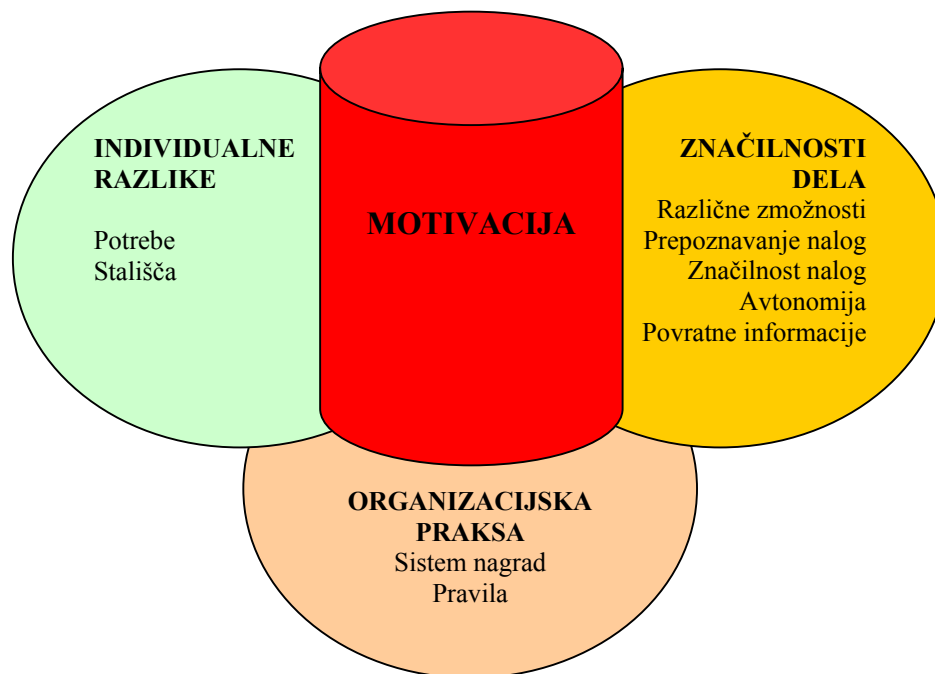 INDIVIDUALNE
RAZLIKE
Potrebe
Stališča
MOTIVACIJA
ZNAČILNOSTI
DELA
Različne zmožnosti
Prepoznavanje nalog
Značilnost nalog
Avtonomija
Povratne informacije
ORGANIZACIJSKA
PRAKSA
Sistem nagrad
Pravila